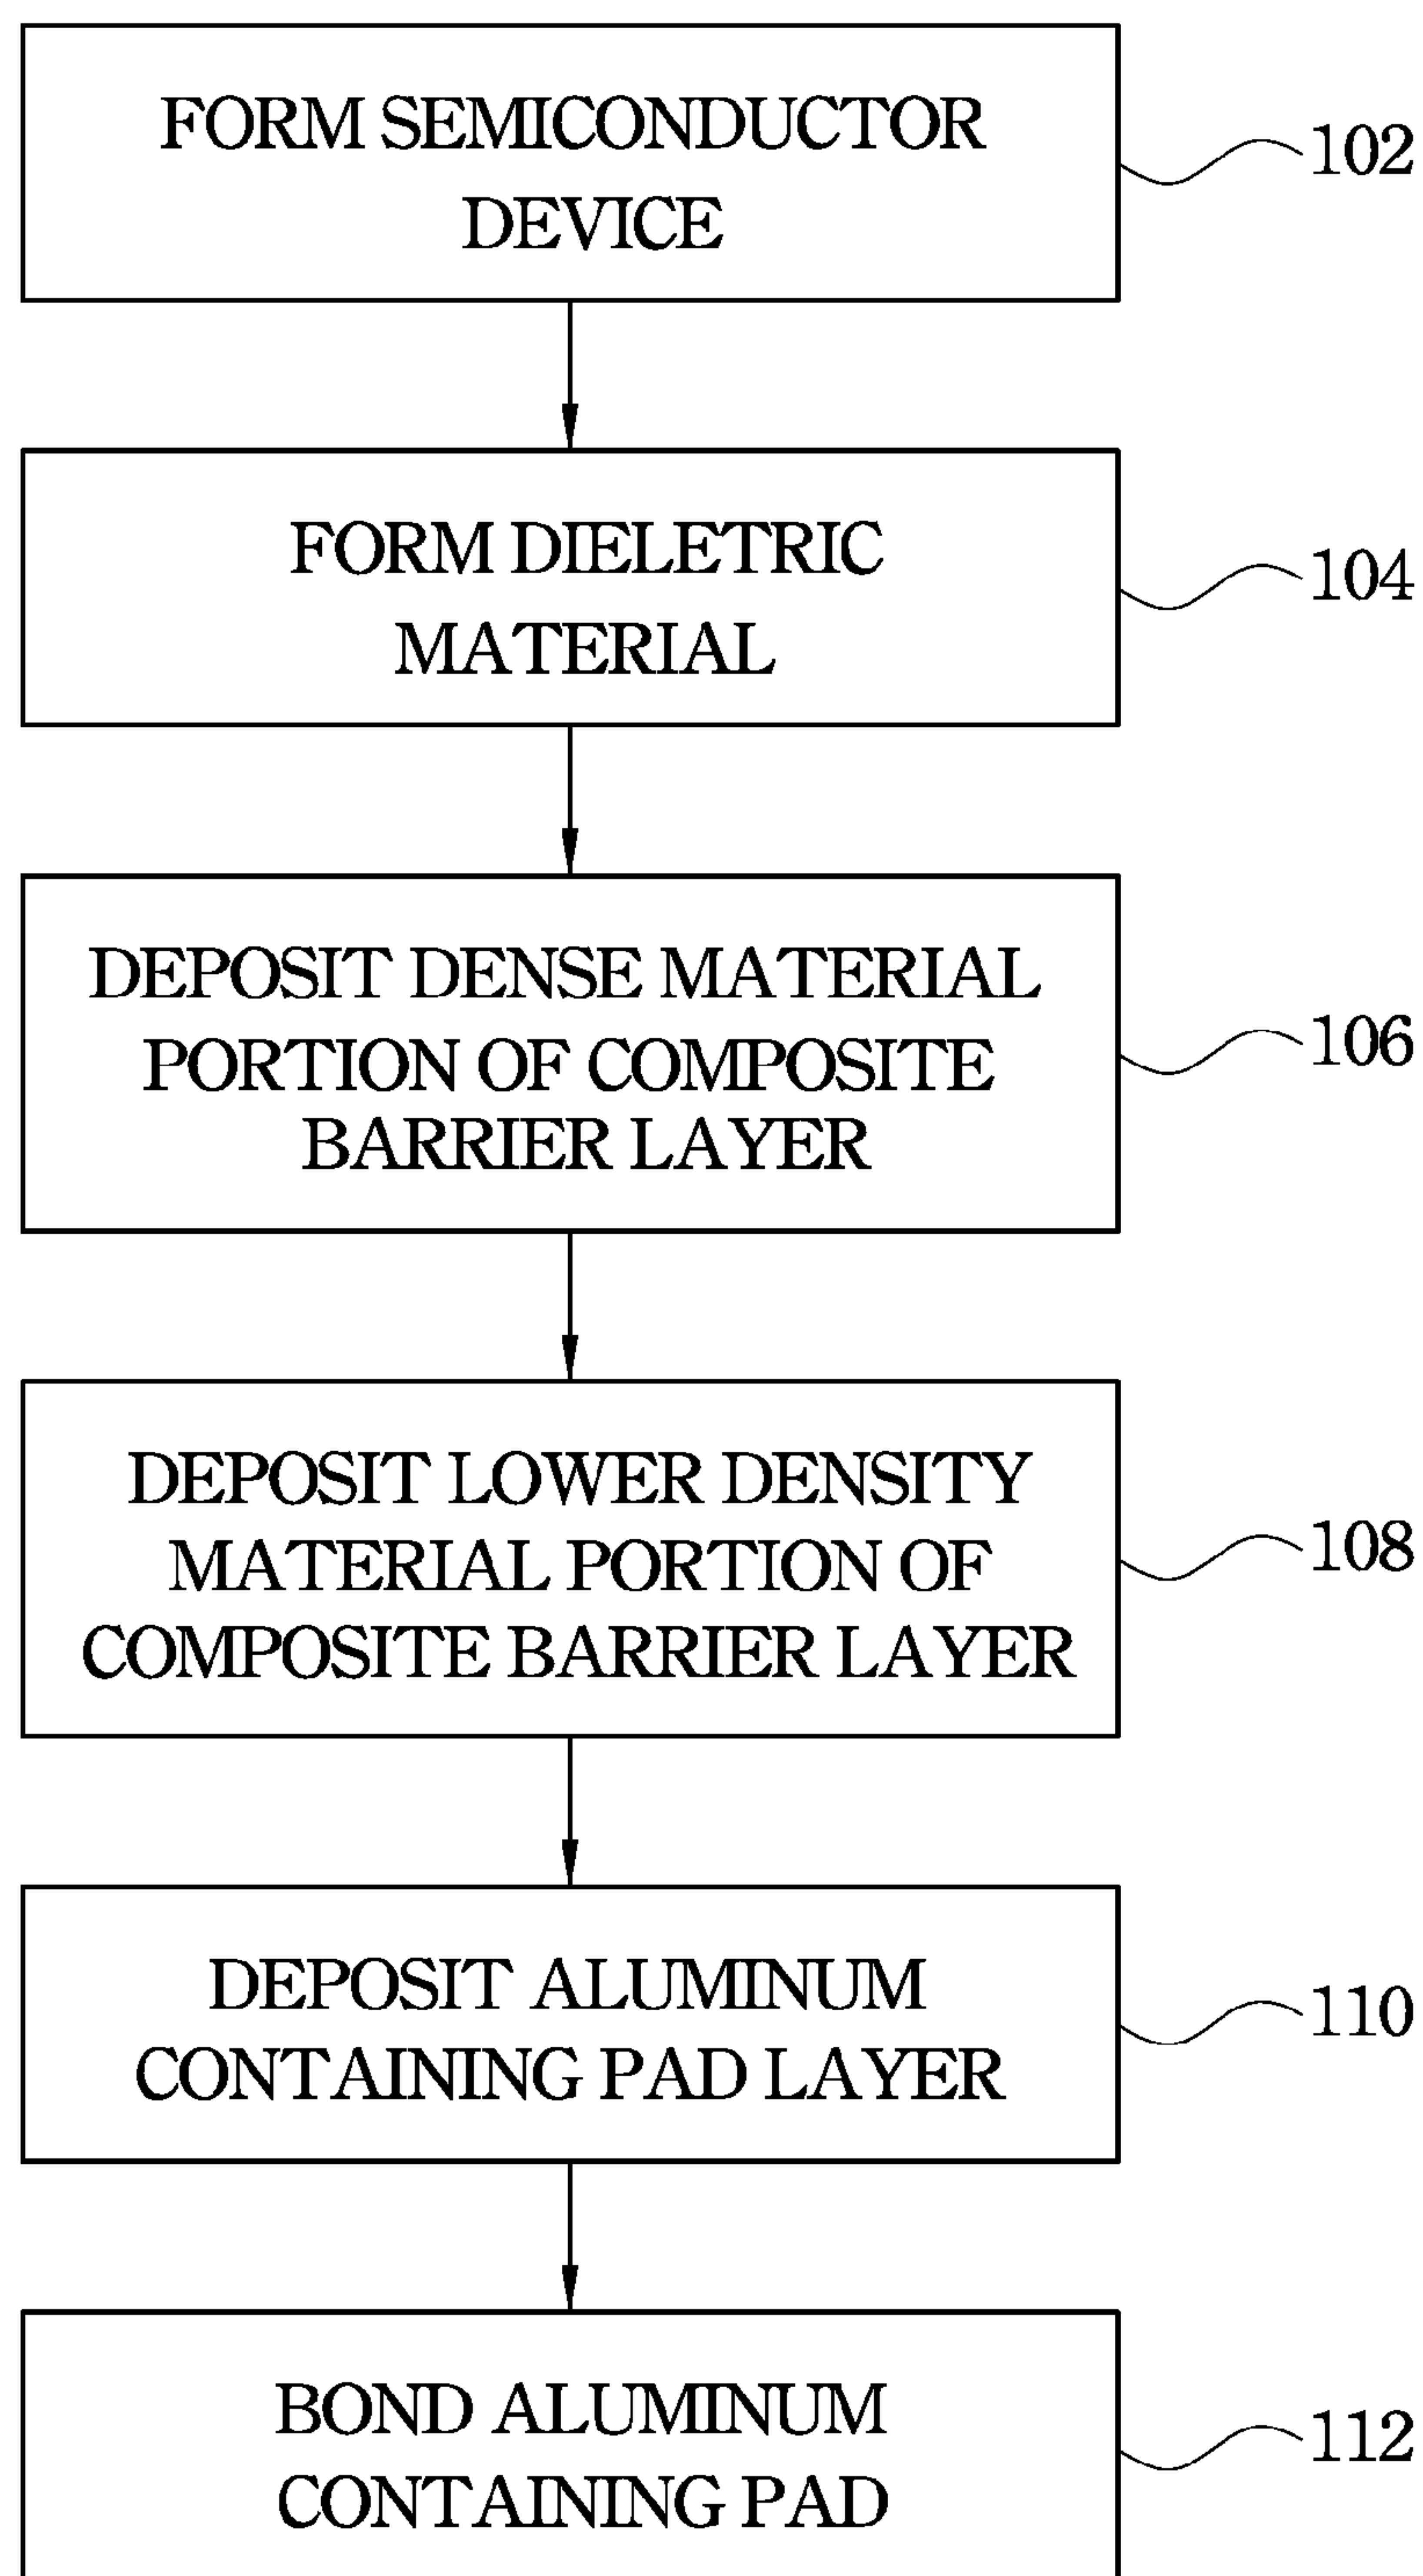 FORM SEMICONDUCTOR
DEVICE
102
FORM DIELETRIC
MATERIAL
104
DEPOSIT DENSE MATERIAL
PORTION OF COMPOSITE
BARRIER LAYER
106
DEPOSIT LOWER DENSITY
MATERIAL PORTION OF
COMPOSITE BARRIER LAYER
108
DEPOSIT ALUMINUM
CONTAINING PAD LAYER
110
BOND ALUMINUM
CONTAINING PAD
112